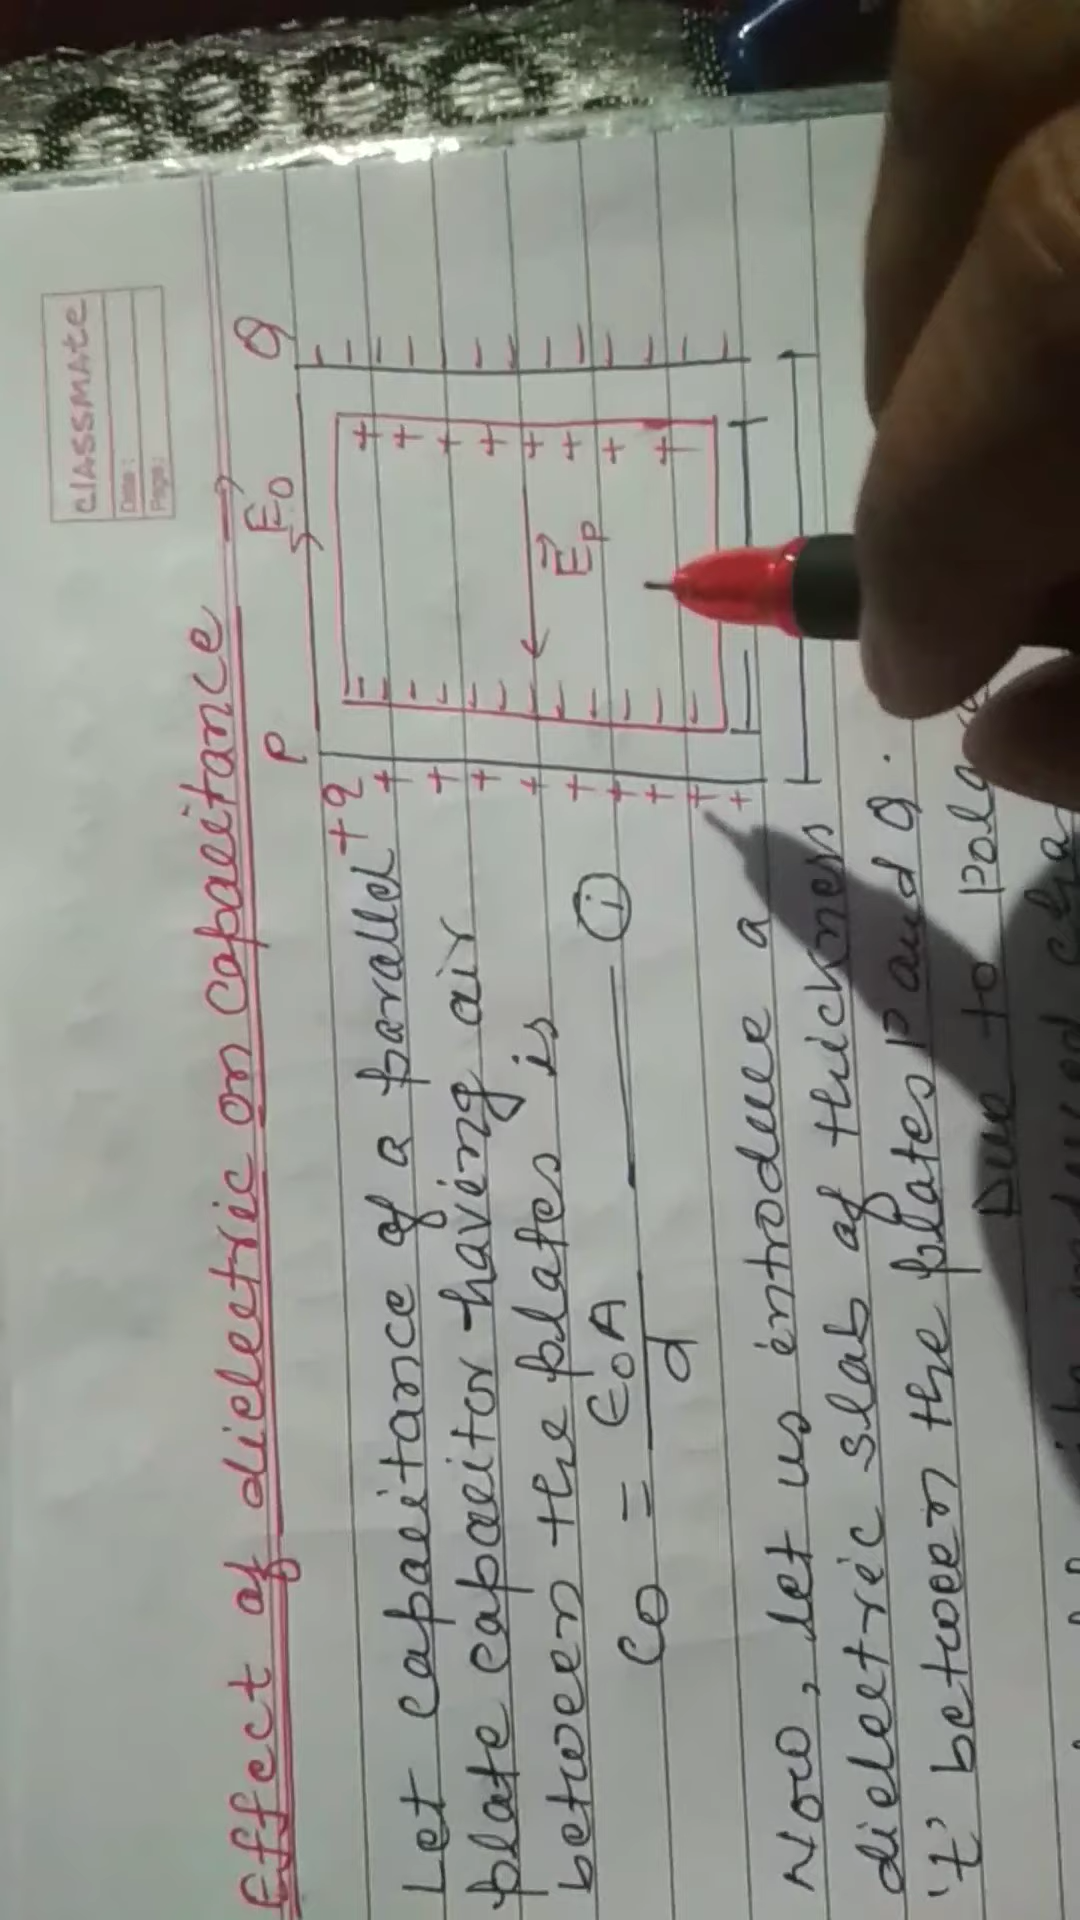 classmate
Date :
Page :
Effect of dielectric on capacitance
P
E₀
Q
+q
+ + + + + + + + +
Eₚ
+ + + + + + + +
Let capacitance of a parallel
plate capacitor having air
between the plates is
C₀ = ϵ₀A / d ——— (i)
Now, let us introduce a
dielectric slab of thickness
't' between the plates P and Q.
Due to